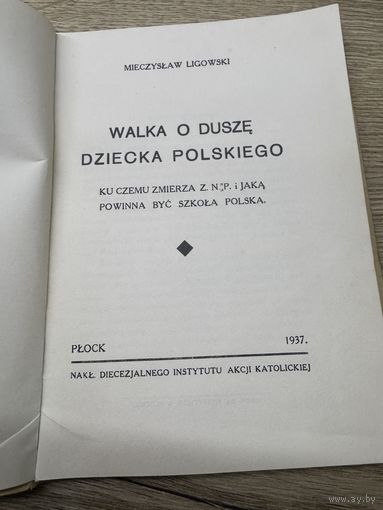 MIECZYSŁAW LIGOWSKI
WALKA O DUSZĘ
DZIECKA POLSKIEGO
KU CZEMU ZMIERZA Z. N. P. i JAKĄ
POWINNA BYĆ SZKOŁA POLSKA.
PŁOCK 1937.
NAKŁ. DIECEZJALNEGO INSTYTUTU AKCJI KATOLICKIEJ
www.ay.by